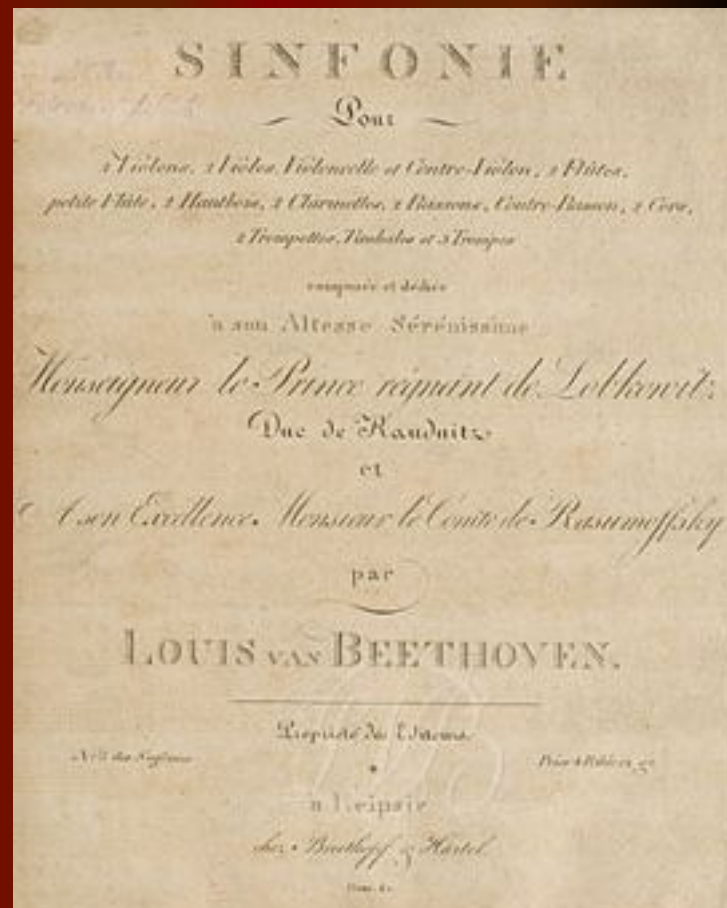 SINFONIE
Pour
2 Violons, 2 Violes, Violoncelle et Contre-Violon, 2 Flûtes,
petite Flûte, 2 Hautbois, 2 Clarinettes, 2 Bassons, Contre-Basson, 2 Cors,
2 Trompettes, Timbales et 3 Trompes
composée et dediée
à son Altesse Sérénissime
Monseigneur le Prince regnant de Lobkowitz
Duc de Raudnitz
et
à son Excellence Monsieur le Comte de Rasumoffsky
par
LOUIS VAN BEETHOVEN.
Propriété des Editeurs.
à Leipsic
chez Breitkopf & Härtel.